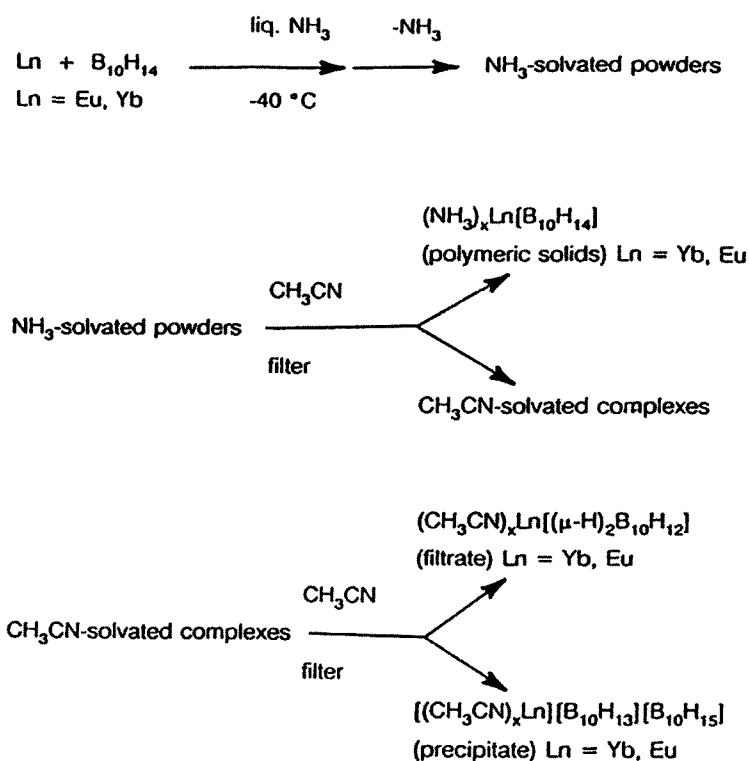 liq. NH₃ -NH₃
Ln + B₁₀H₁₄ NH₃-solvated powders
Ln = Eu, Yb -40 °C
(NH₃)ₓLn[B₁₀H₁₄]
(polymeric solids) Ln = Yb, Eu
CH₃CN
NH₃-solvated powders
filter
CH₃CN-solvated complexes
(CH₃CN)ₓLn[(μ-H)₂B₁₀H₁₂]
(filtrate) Ln = Yb, Eu
CH₃CN
CH₃CN-solvated complexes
filter
[(CH₃CN)ₓLn][B₁₀H₁₃][B₁₀H₁₅]
(precipitate) Ln = Yb, Eu